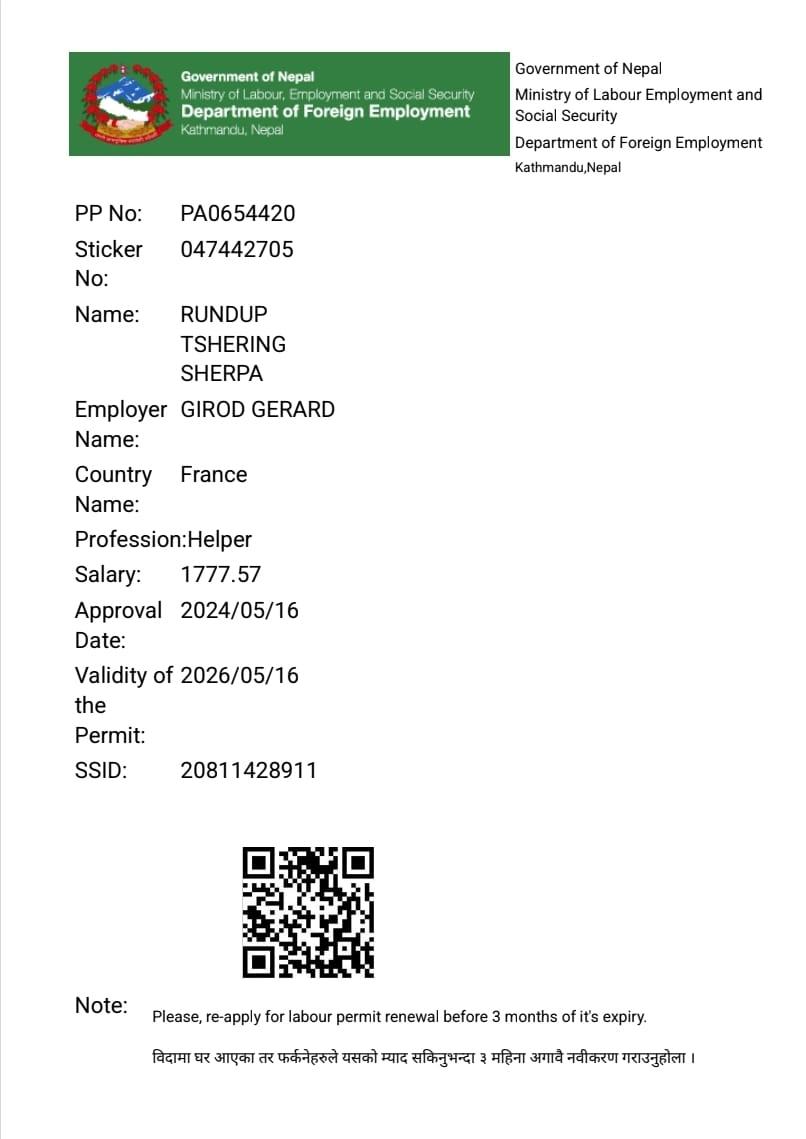 Government of Nepal
Ministry of Labour, Employment and Social Security
Department of Foreign Employment
Kathmandu, Nepal
Government of Nepal
Ministry of Labour Employment and
Social Security
Department of Foreign Employment
Kathmandu,Nepal
PP No: PA0654420
Sticker 047442705
No:
Name: RUNDUP
TSHERING
SHERPA
Employer GIROD GERARD
Name:
Country France
Name:
Profession:Helper
Salary: 1777.57
Approval 2024/05/16
Date:
Validity of 2026/05/16
the
Permit:
SSID: 20811428911
Note: Please, re-apply for labour permit renewal before 3 months of it's expiry.
विदामा घर आएका तर फर्कनेहरुले यसको म्याद सकिनुभन्दा ३ महिना अगावै नवीकरण गराउनुहोला ।